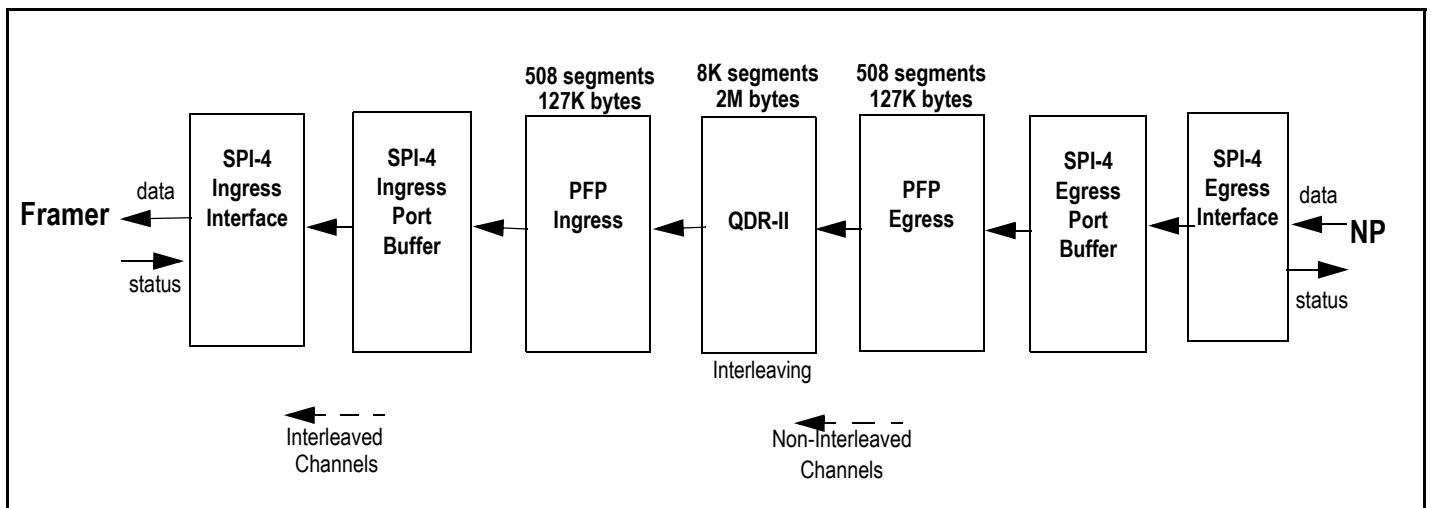 508 segments
127K bytes
8K segments
2M bytes
508 segments
127K bytes
Framer
data
status
SPI-4
Ingress
Interface
SPI-4
Ingress
Port
Buffer
PFP
Ingress
QDR-II
PFP
Egress
SPI-4
Egress
Port
Buffer
SPI-4
Egress
Interface
data
NP
status
Interleaving
Interleaved
Channels
Non-Interleaved
Channels